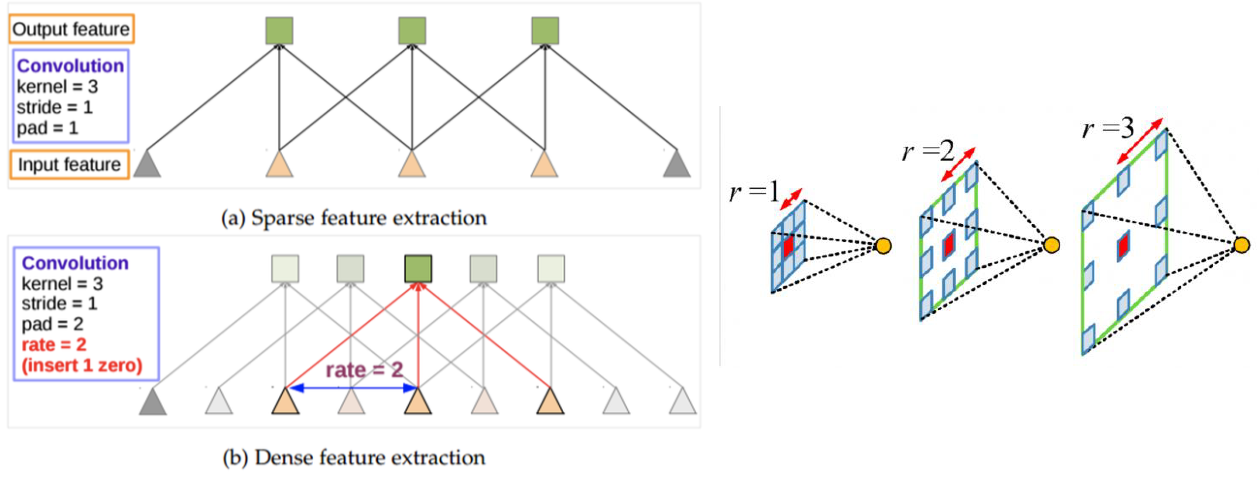 Output feature
Convolution
kernel = 3
stride = 1
pad = 1
Input feature
(a) Sparse feature extraction
Convolution
kernel = 3
stride = 1
pad = 2
rate = 2
(insert 1 zero)
rate = 2
(b) Dense feature extraction
r =1
r =2
r =3